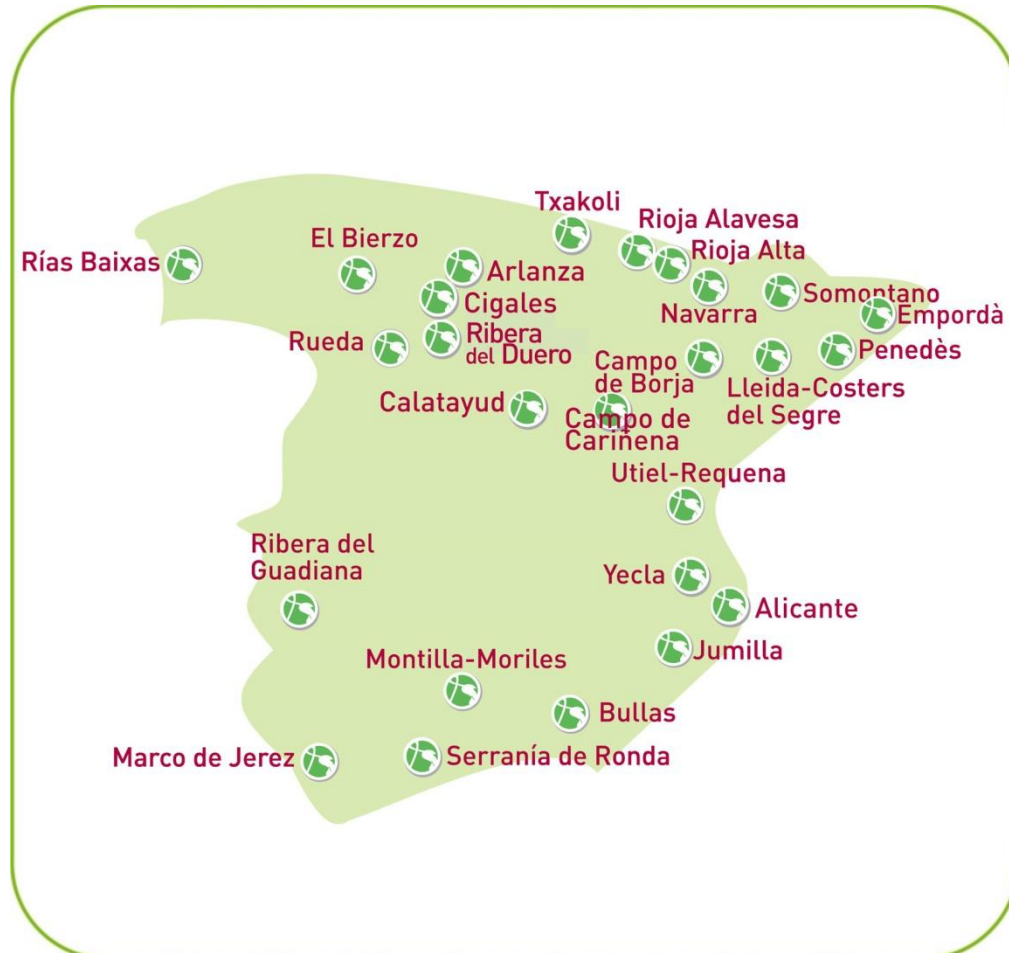 Txakoli
Rioja Alavesa
El Bierzo
Rioja Alta
Rías Baixas
Arlanza
Somontano
Cigales
Navarra
Empordà
Rueda
Ribera
del Duero
Penedès
Campo
de Borja
Lleida-Costers
del Segre
Calatayud
Campo de
Cariñena
Utiel-Requena
Ribera del
Guadiana
Yecla
Alicante
Jumilla
Montilla-Moriles
Bullas
Marco de Jerez
Serranía de Ronda